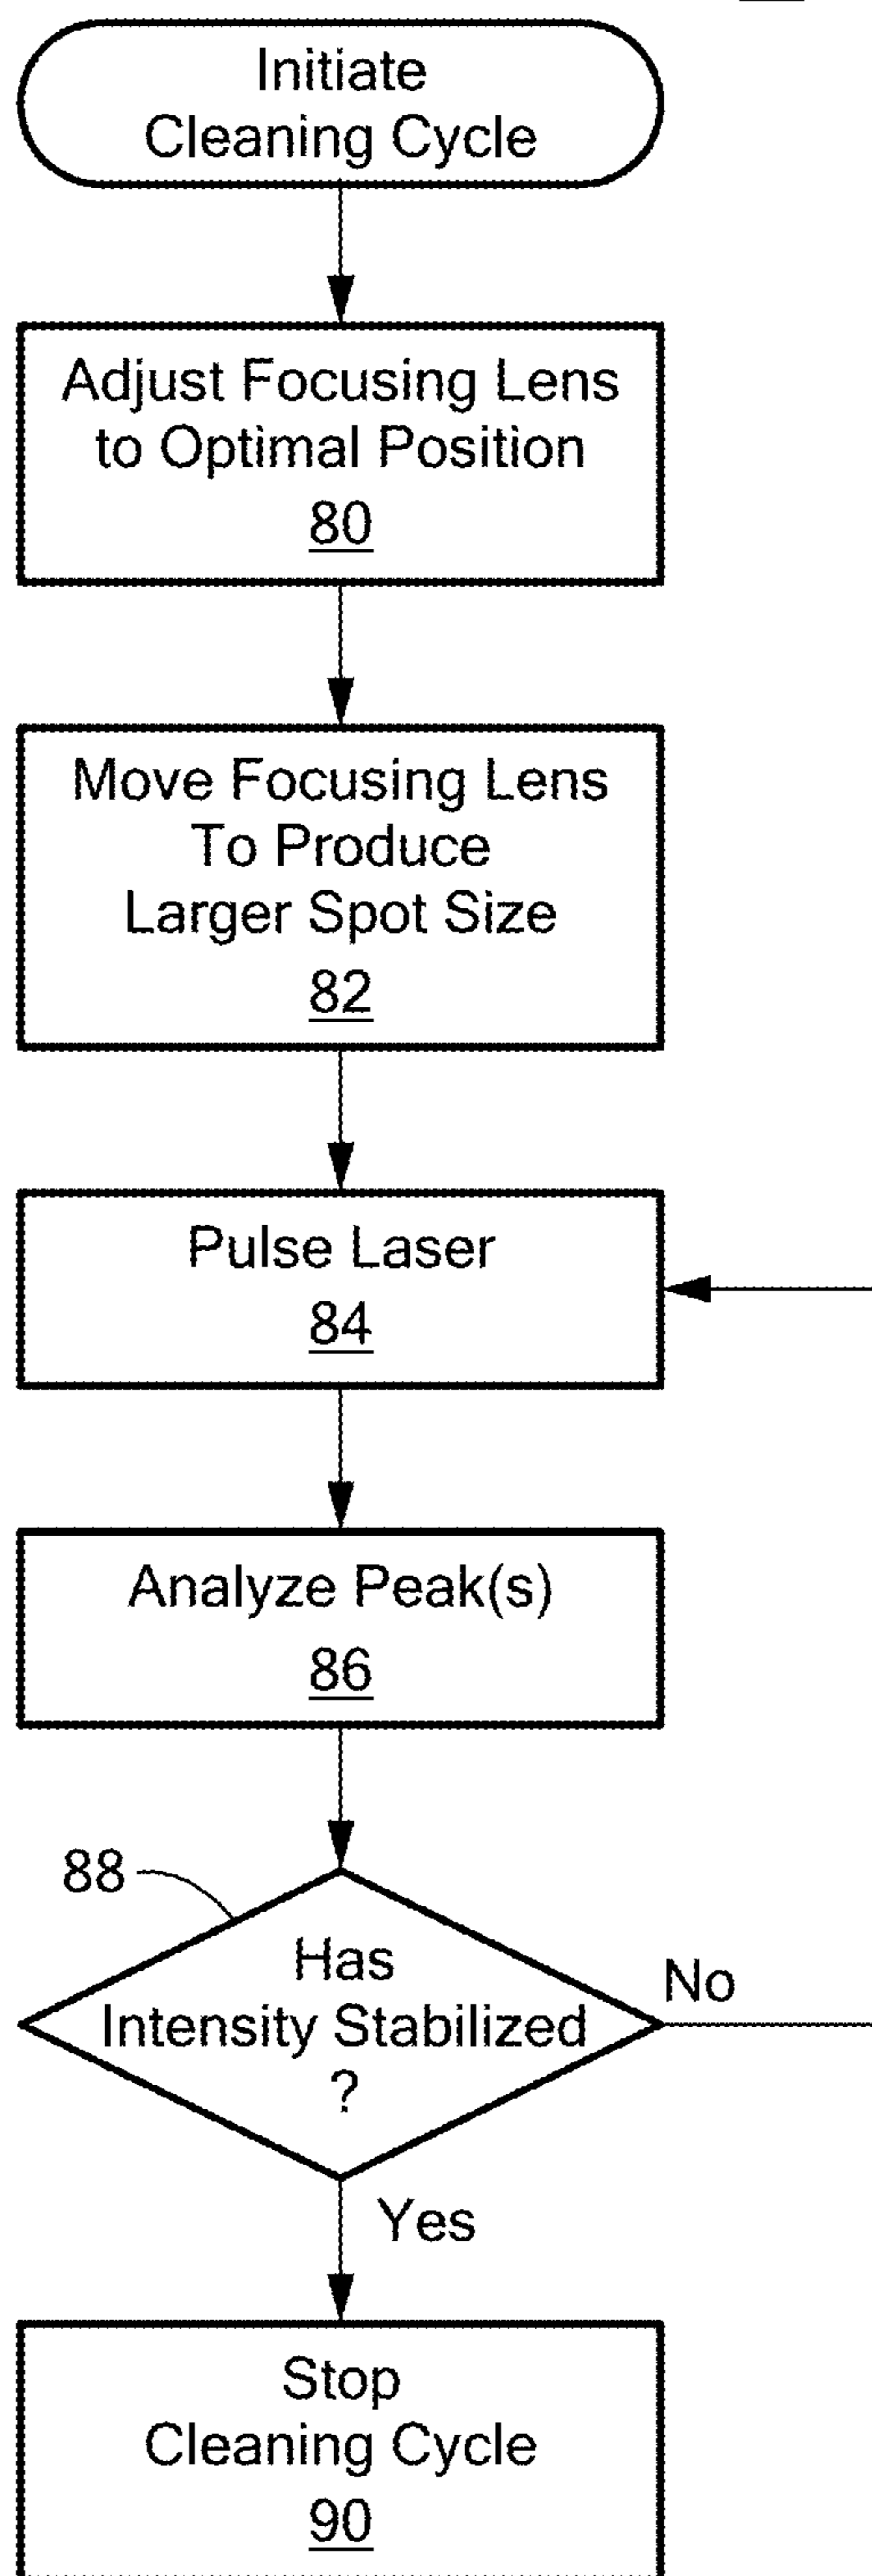 Initiate
Cleaning Cycle
Adjust Focusing Lens
to Optimal Position
80
Move Focusing Lens
To Produce
Larger Spot Size
82
Pulse Laser
84
Analyze Peak(s)
86
88
Has
Intensity Stabilized
?
No
Yes
Stop
Cleaning Cycle
90